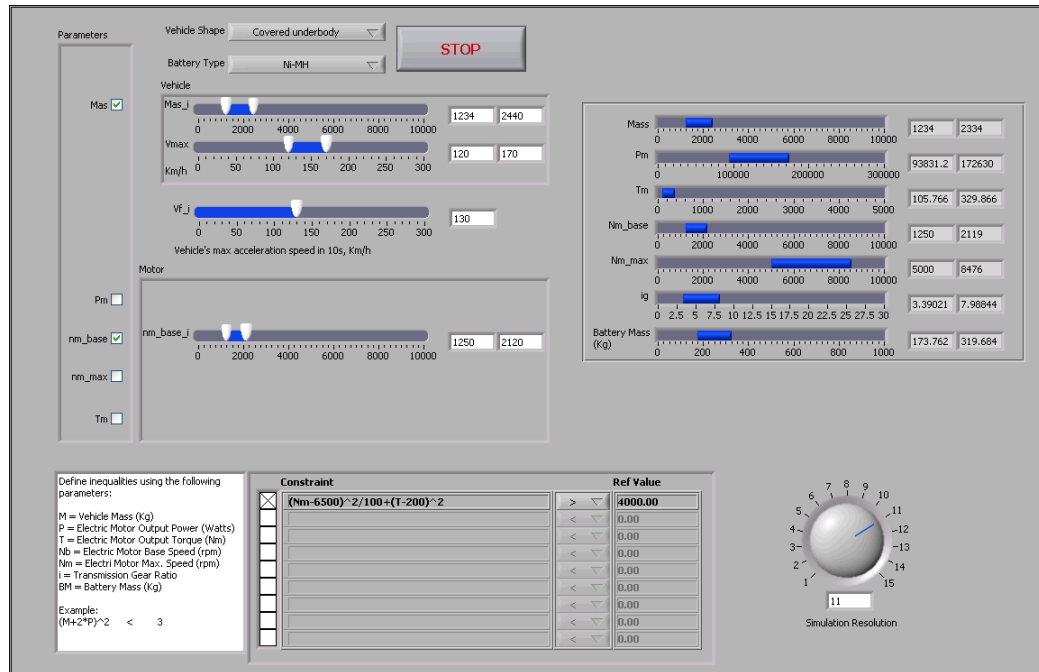 Parameters
Vehicle Shape Covered underbody
Battery Type Ni-MH
STOP
Vehicle
Mas
Mas_i
0 2000 4000 6000 8000 10000
1234 2440
Vmax
Km/h
0 50 100 150 200 250 300
120 170
Vf_i
0 50 100 150 200 250 300
130
Vehicle's max acceleration speed in 10s, Km/h
Motor
Pm
nm_base
nm_max
Tm
nm_base_i
0 2000 4000 6000 8000 10000
1250 2120
Mass
0 2000 4000 6000 8000 10000
1234 2334
Pm
0 100000 200000 300000
93831.2 172630
Tm
0 1000 2000 3000 4000 5000
105.766 329.866
Nm_base
0 2000 4000 6000 8000 10000
1250 2119
Nm_max
0 2000 4000 6000 8000 10000
5000 8476
ig
0 2.5 5 7.5 10 12.5 15 17.5 20 22.5 25 27.5 30
3.39021 7.98844
Battery Mass
(Kg)
0 200 400 600 800 1000
173.762 319.684
Define inequalities using the following
parameters:
M = Vehicle Mass (Kg)
P = Electric Motor Output Power (Watts)
T = Electric Motor Output Torque (Nm)
Nb = Electric Motor Base Speed (rpm)
Nm = Electri Motor Max. Speed (rpm)
i = Transmission Gear Ratio
BM = Battery Mass (Kg)
Example:
(M+2*P)^2 < 3
Constraint Ref Value
(Nm-6500)^2/100+(T-200)^2 > 4000.00
< 0.00
< 0.00
< 0.00
< 0.00
< 0.00
< 0.00
< 0.00
< 0.00
1 2 3 4 5 6 7 8 9 10 11 12 13 14 15
11
Simulation Resolution